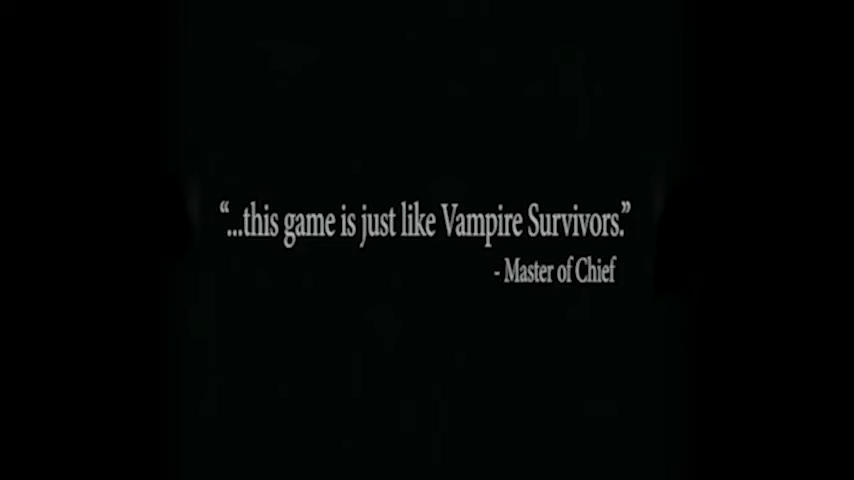 “...this game is just like Vampire Survivors.”
- Master of Chief